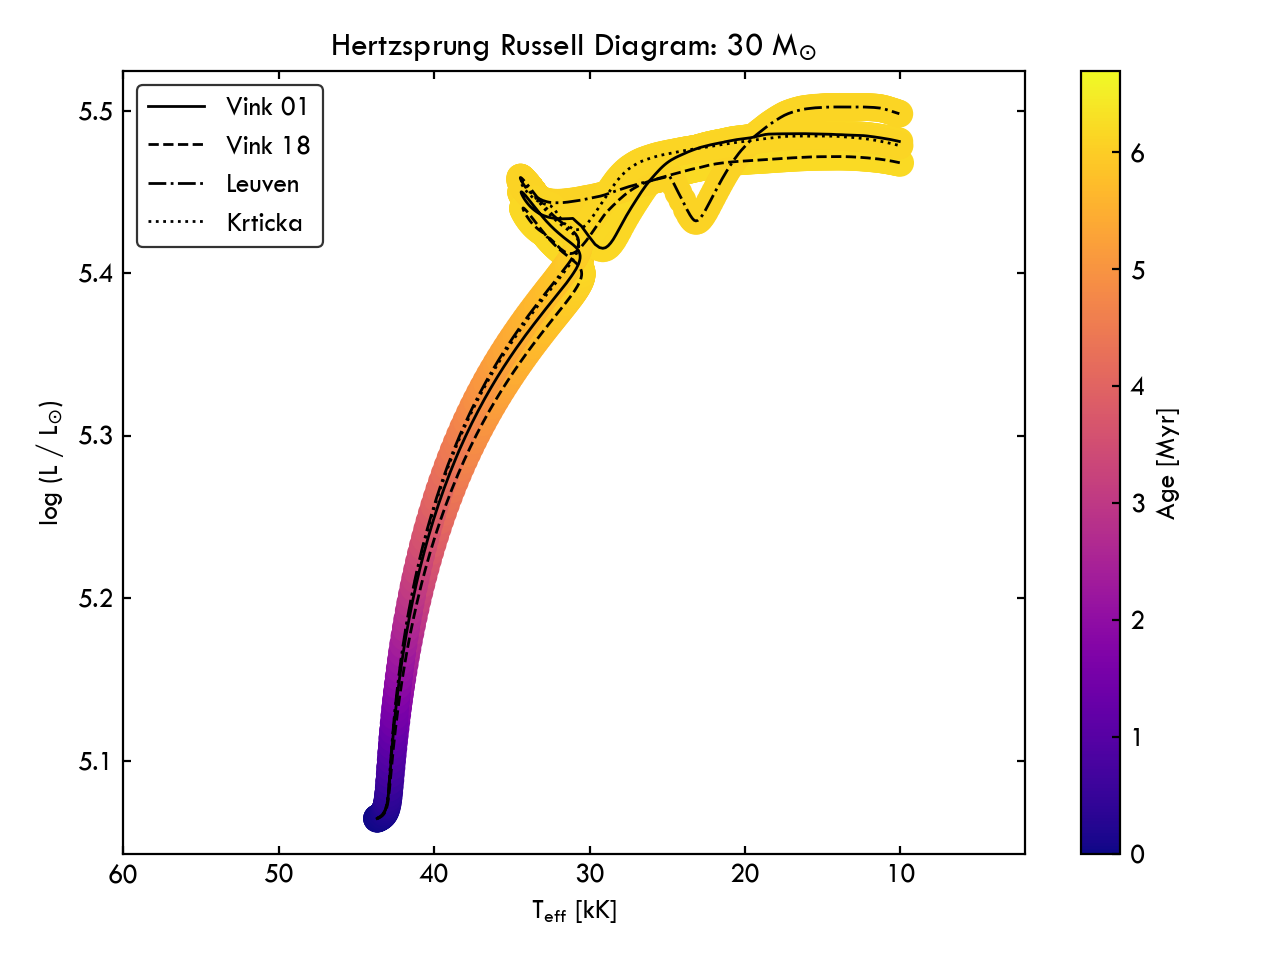 Hertzsprung Russell Diagram: 30 M☉
Vink 01
Vink 18
Leuven
Krticka
5.5
5.4
5.3
5.2
5.1
log (L / L☉)
60 50 40 30 20 10
Teff [kK]
6
5
4
3
2
1
0
Age [Myr]